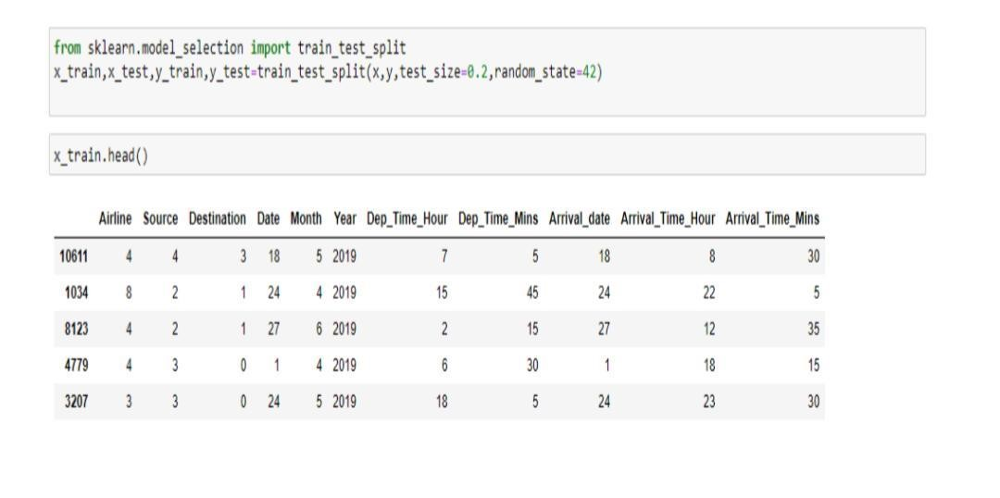 from sklearn.model_selection import train_test_split
x_train,x_test,y_train,y_test=train_test_split(x,y,test_size=0.2,random_state=42)
x_train.head()
Airline Source Destination Date Month Year Dep_Time_Hour Dep_Time_Mins Arrival_date Arrival_Time_Hour Arrival_Time_Mins
10611 4 4 3 18 5 2019 7 5 18 8 30
1034 8 2 1 24 4 2019 15 45 24 22 5
8123 4 2 1 27 6 2019 2 15 27 12 35
4779 4 3 0 1 4 2019 6 30 1 18 15
3207 3 3 0 24 5 2019 18 5 24 23 30